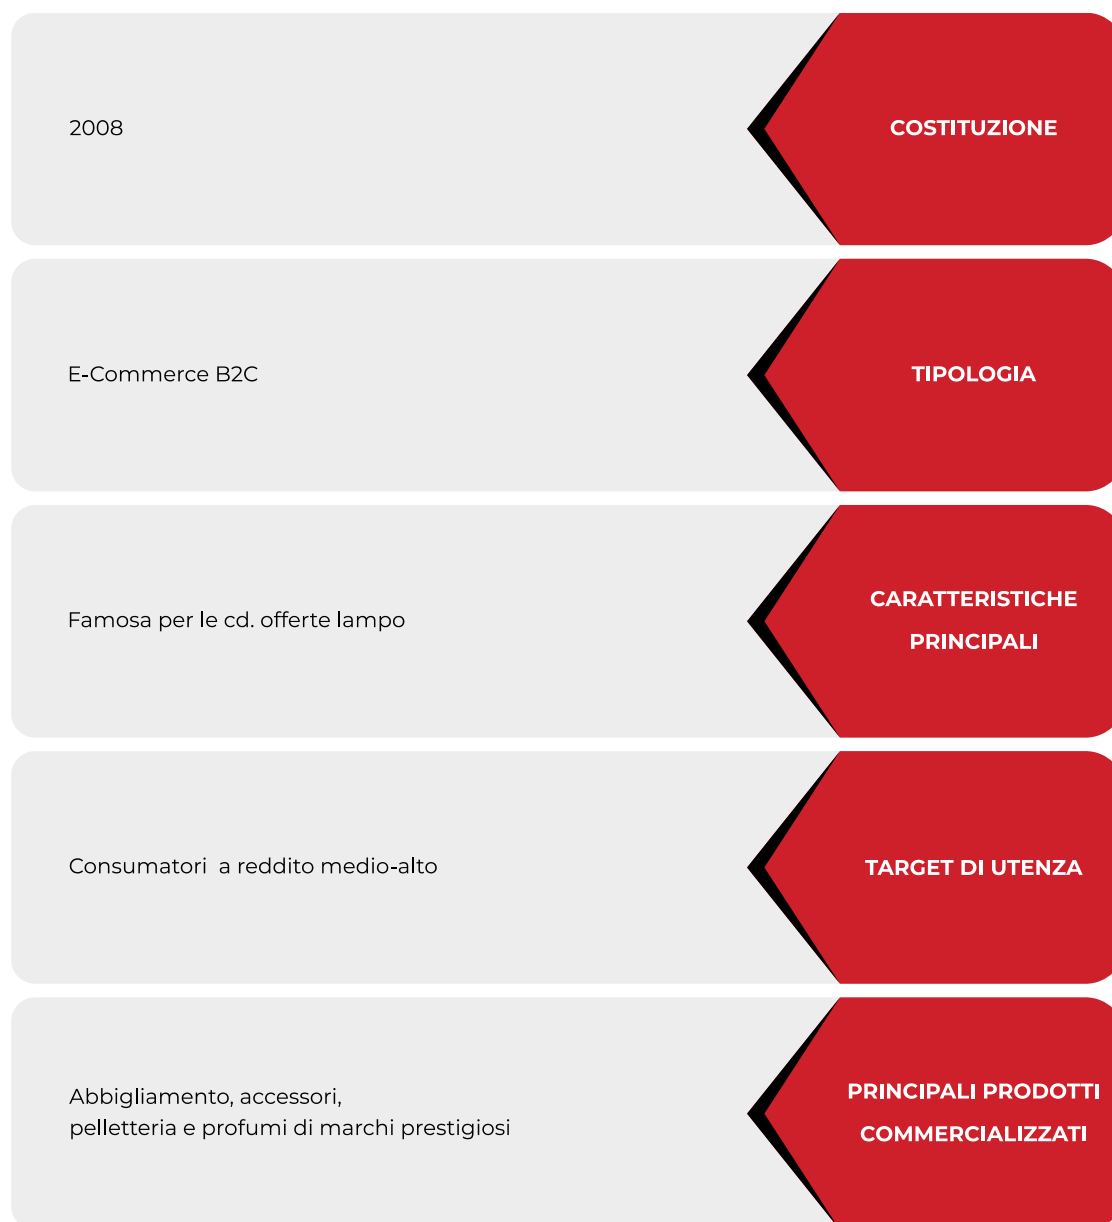 2008
COSTITUZIONE
E-Commerce B2C
TIPOLOGIA
Famosa per le cd. offerte lampo
CARATTERISTICHE
PRINCIPALI
Consumatori a reddito medio-alto
TARGET DI UTENZA
Abbigliamento, accessori,
pelletteria e profumi di marchi prestigiosi
PRINCIPALI PRODOTTI
COMMERCIALIZZATI